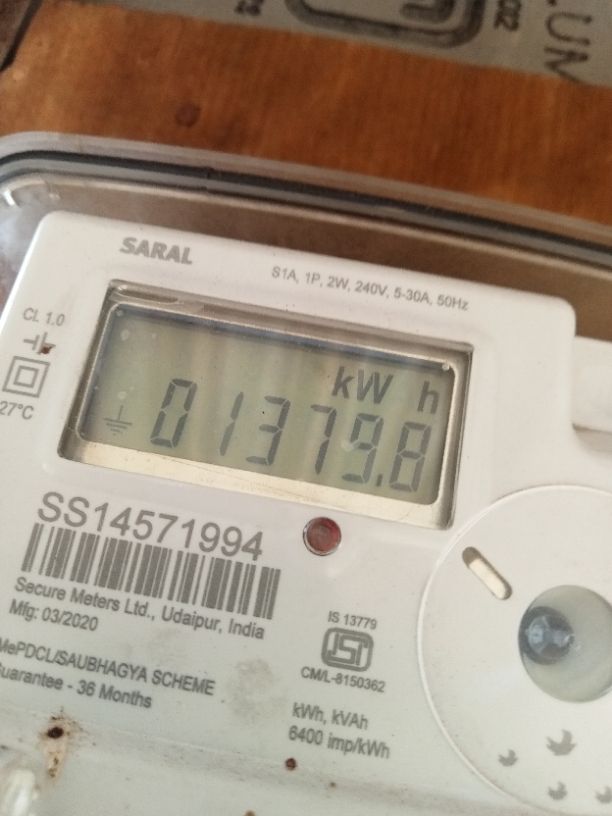 SARAL
S1A, 1P, 2W, 240V, 5-30A, 50Hz
CL 1.0
27°C
kW h
01379.8
SS14571994
Secure Meters Ltd., Udaipur, India
Mfg: 03/2020
MePDCL/SAUBHAGYA SCHEME
Guarantee - 36 Months
IS 13779
ISI
CM/L-8150362
kWh, kVAh
6400 imp/kWh